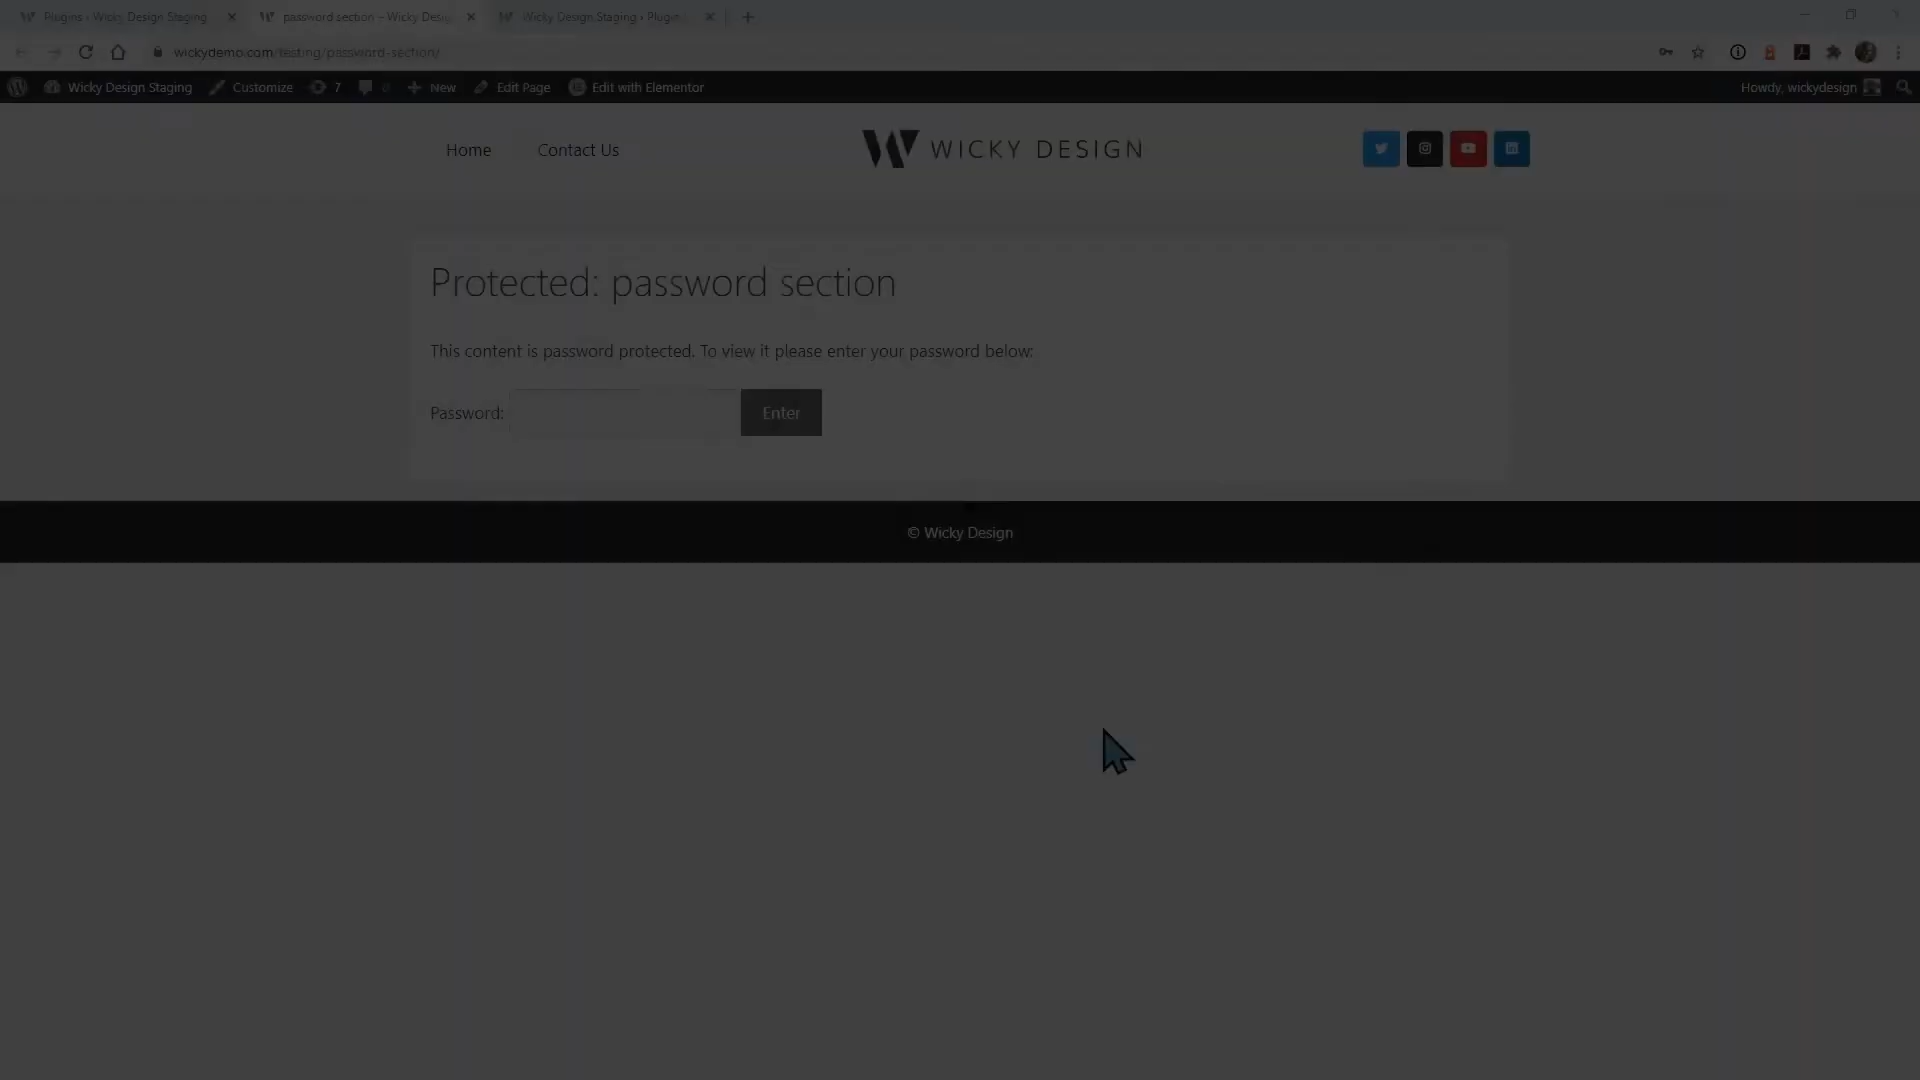 Plugins ‹ Wicky Design Staging
password section – Wicky Desig
Wicky Design Staging › Plugin
wickydemo.com/testing/password-section/
Wicky Design Staging
Customize
7
0
New
Edit Page
Edit with Elementor
Howdy, wickydesign
Home
Contact Us
WICKY DESIGN
Protected: password section
This content is password protected. To view it please enter your password below:
Password:
Enter
© Wicky Design